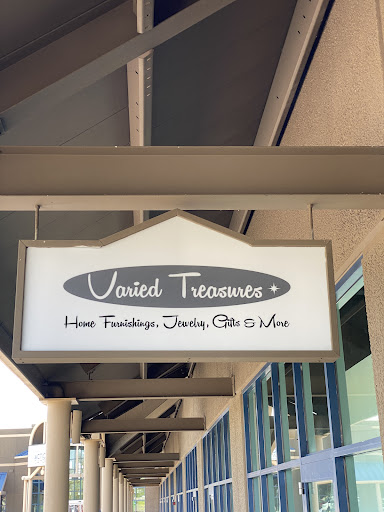 Varied Treasures
Home Furnishings, Jewelry, Gifts & More